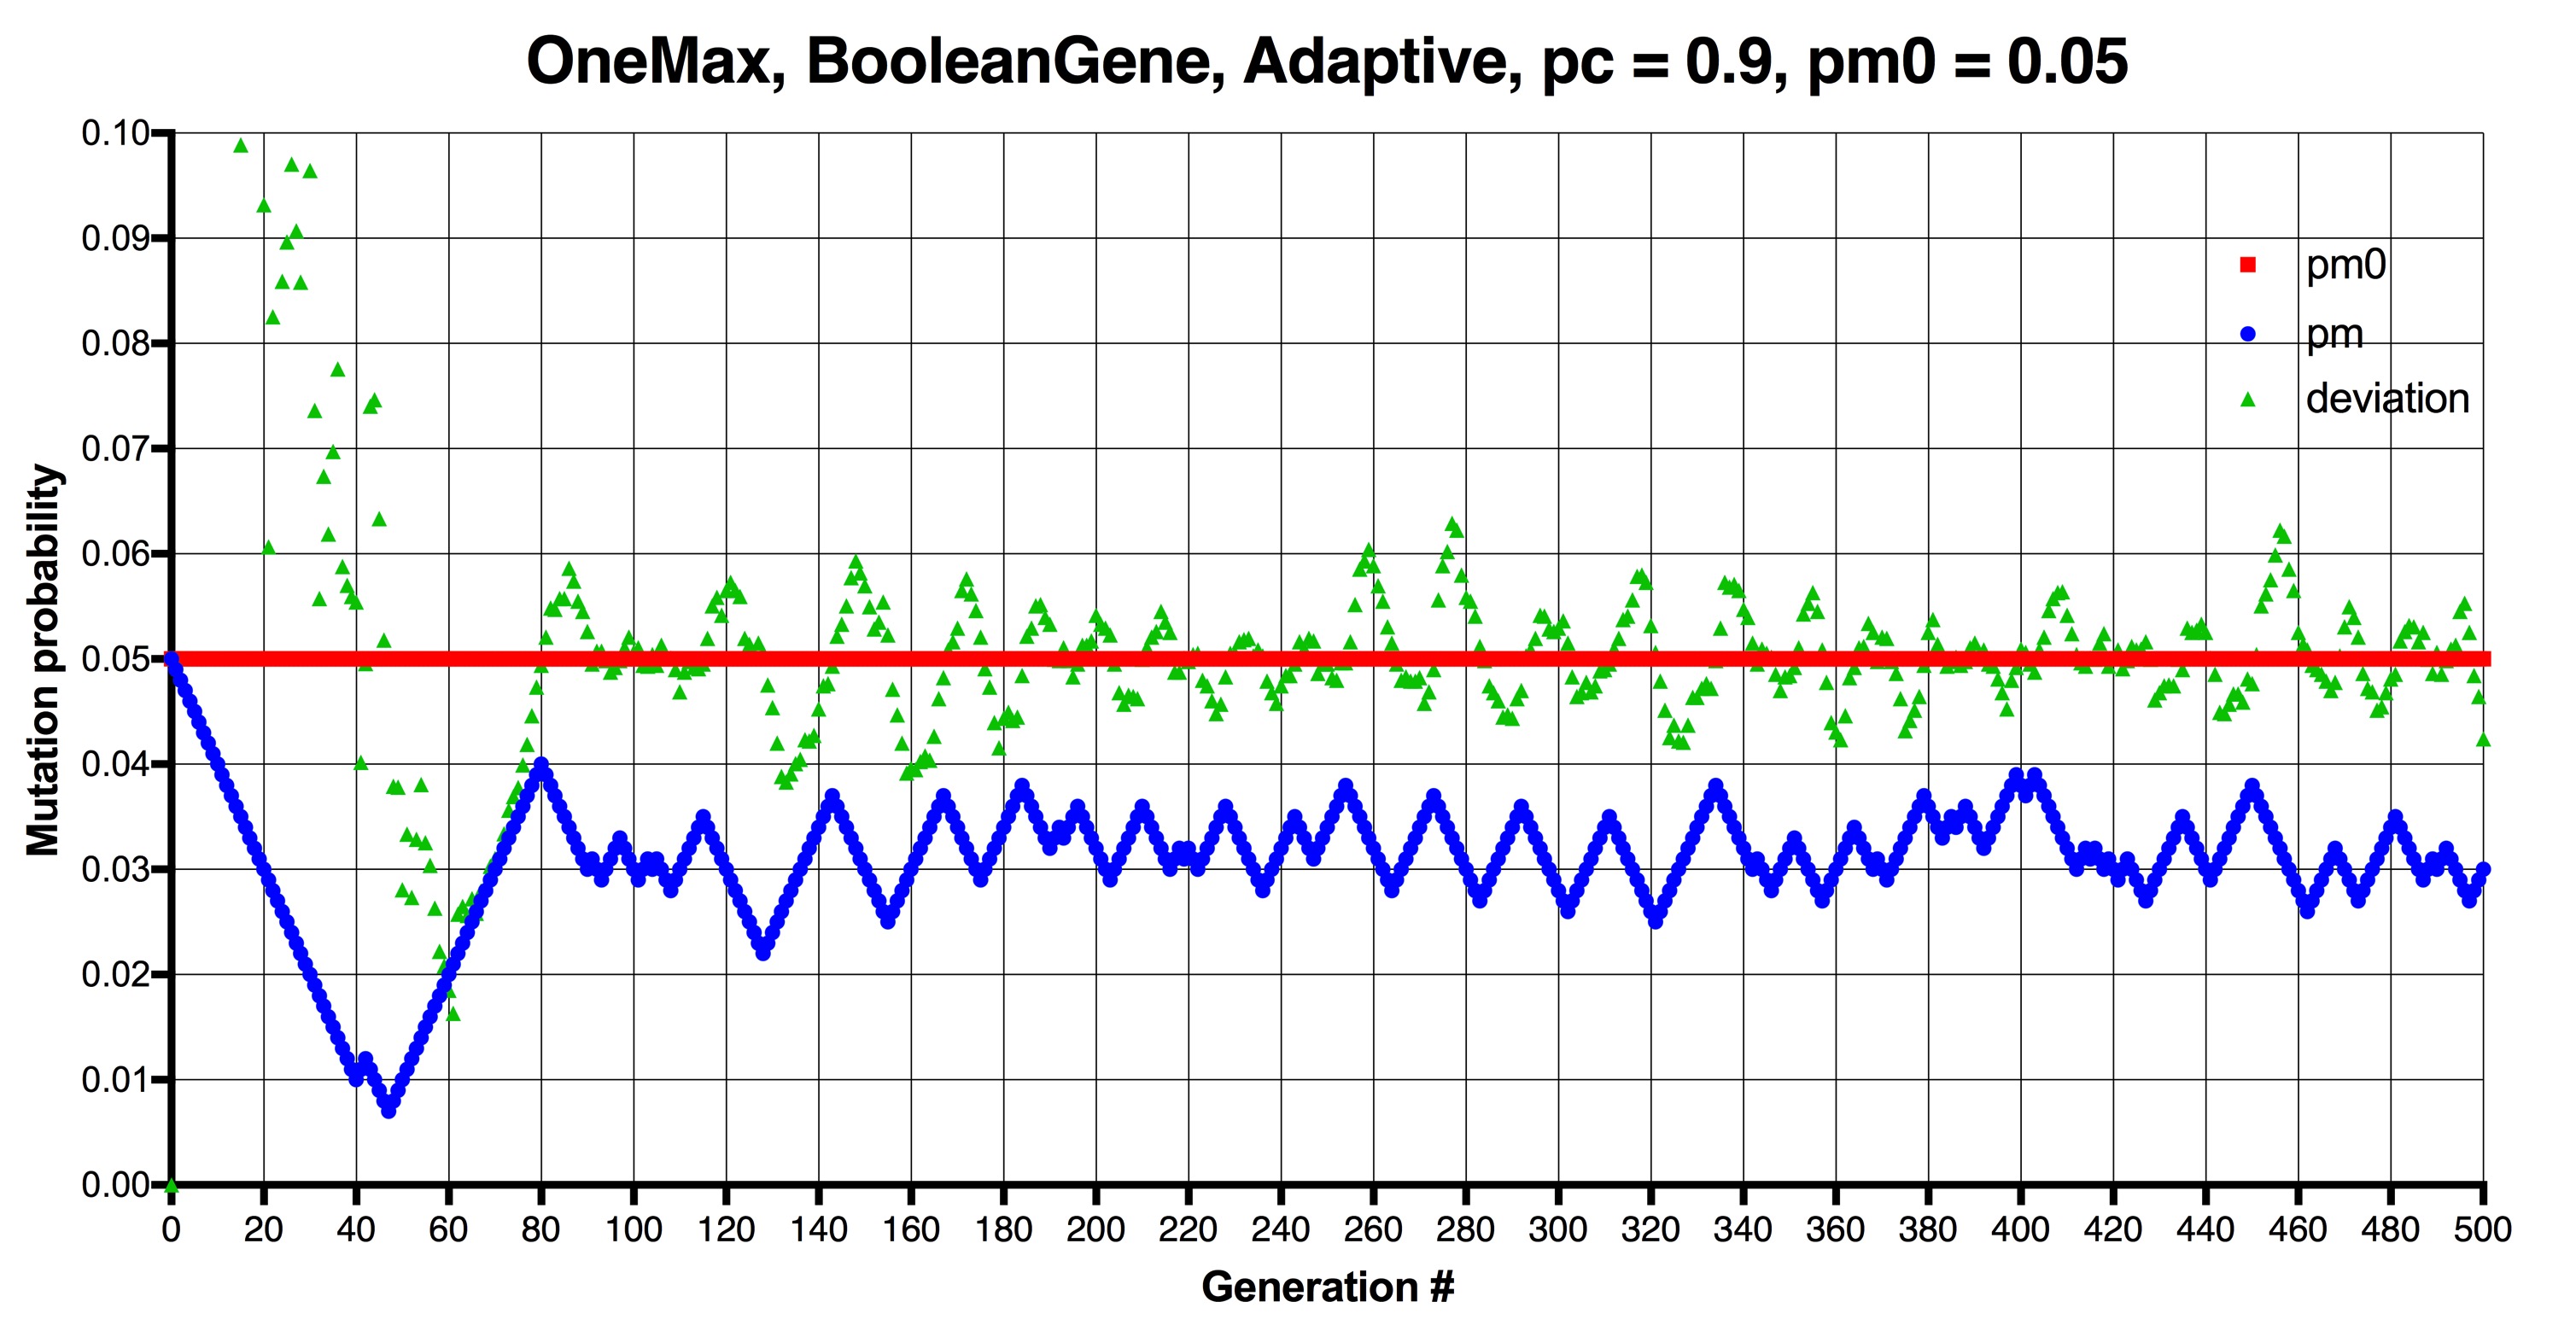 OneMax, BooleanGene, Adaptive, pc = 0.9, pm0 = 0.05
0.10
0.09
0.08
0.07
0.06
0.05
0.04
0.03
0.02
0.01
0.00
Mutation probability
pm0
pm
deviation
0 20 40 60 80 100 120 140 160 180 200 220 240 260 280 300 320 340 360 380 400 420 440 460 480 500
Generation #